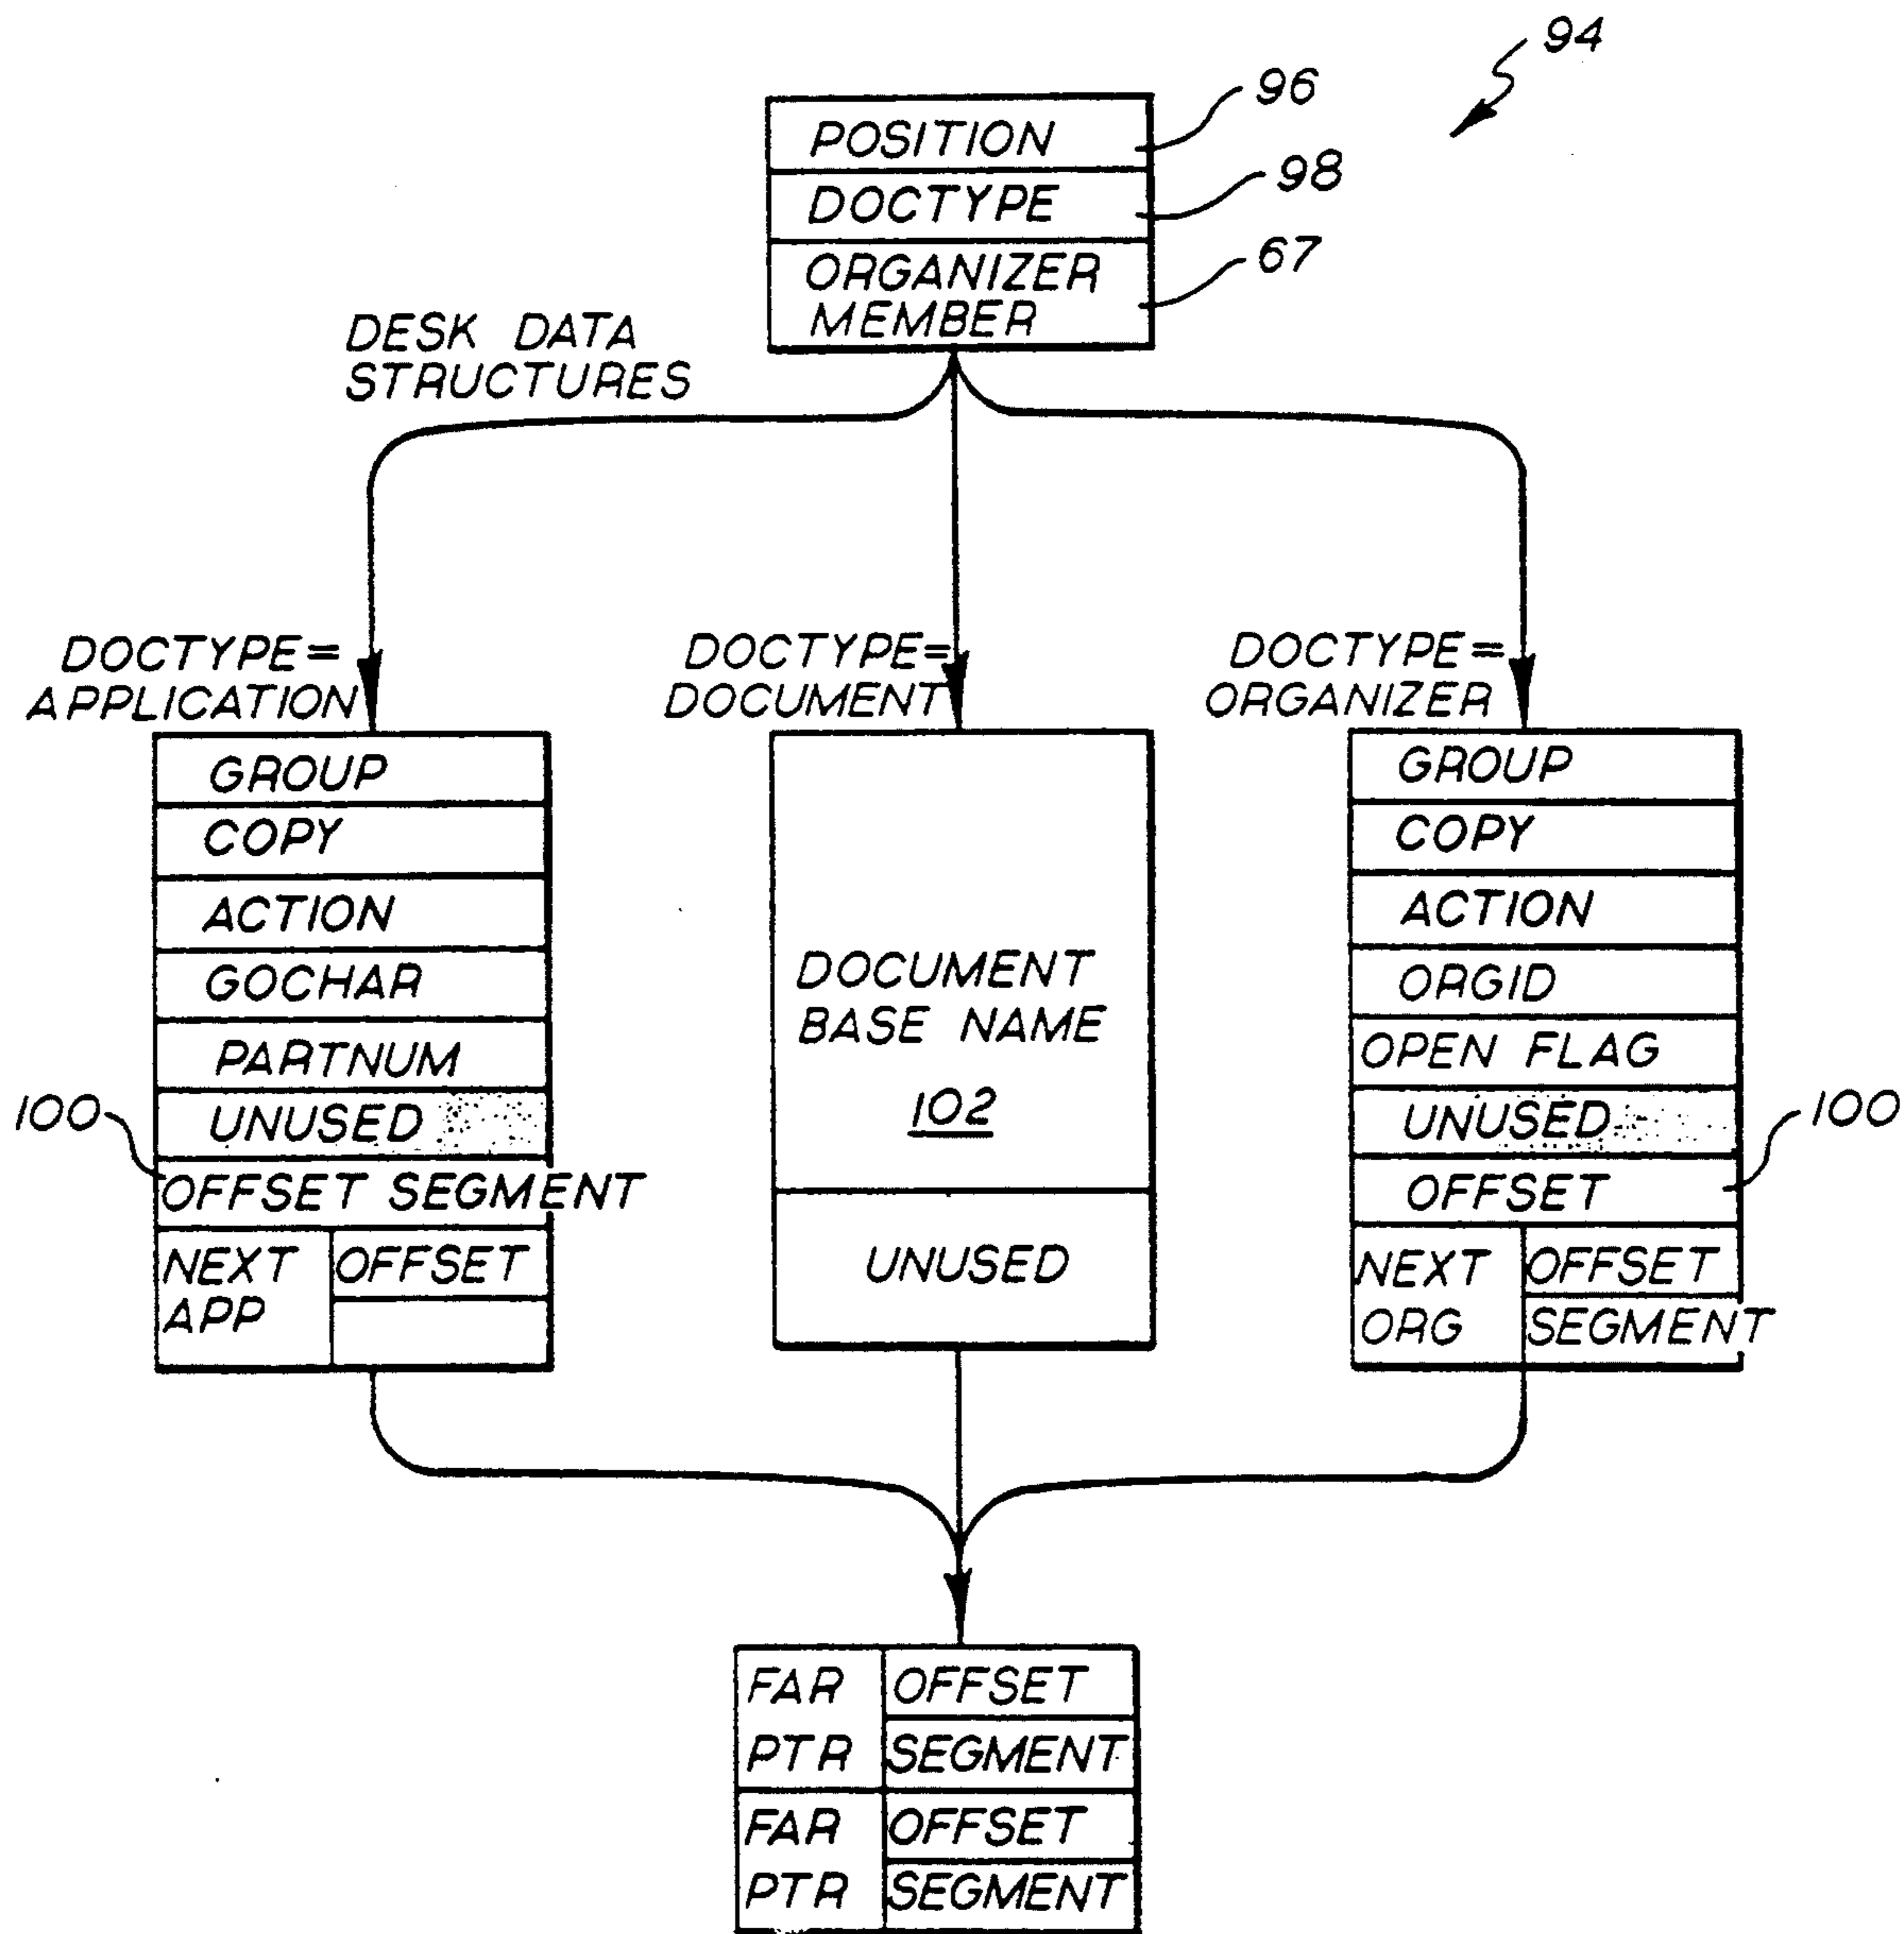 94
96
POSITION
98
DOCTYPE
67
ORGANIZER
MEMBER
DESK DATA
STRUCTURES
DOCTYPE=
APPLICATION
DOCTYPE=
DOCUMENT
DOCTYPE=
ORGANIZER
GROUP
COPY
ACTION
GOCHAR
PARTNUM
100
UNUSED
OFFSET SEGMENT
NEXT
APP
OFFSET
DOCUMENT
BASE NAME
102
UNUSED
GROUP
COPY
ACTION
ORGID
OPEN FLAG
UNUSED
100
OFFSET
NEXT
ORG
OFFSET
SEGMENT
FAR
PTR
OFFSET
SEGMENT
FAR
PTR
OFFSET
SEGMENT